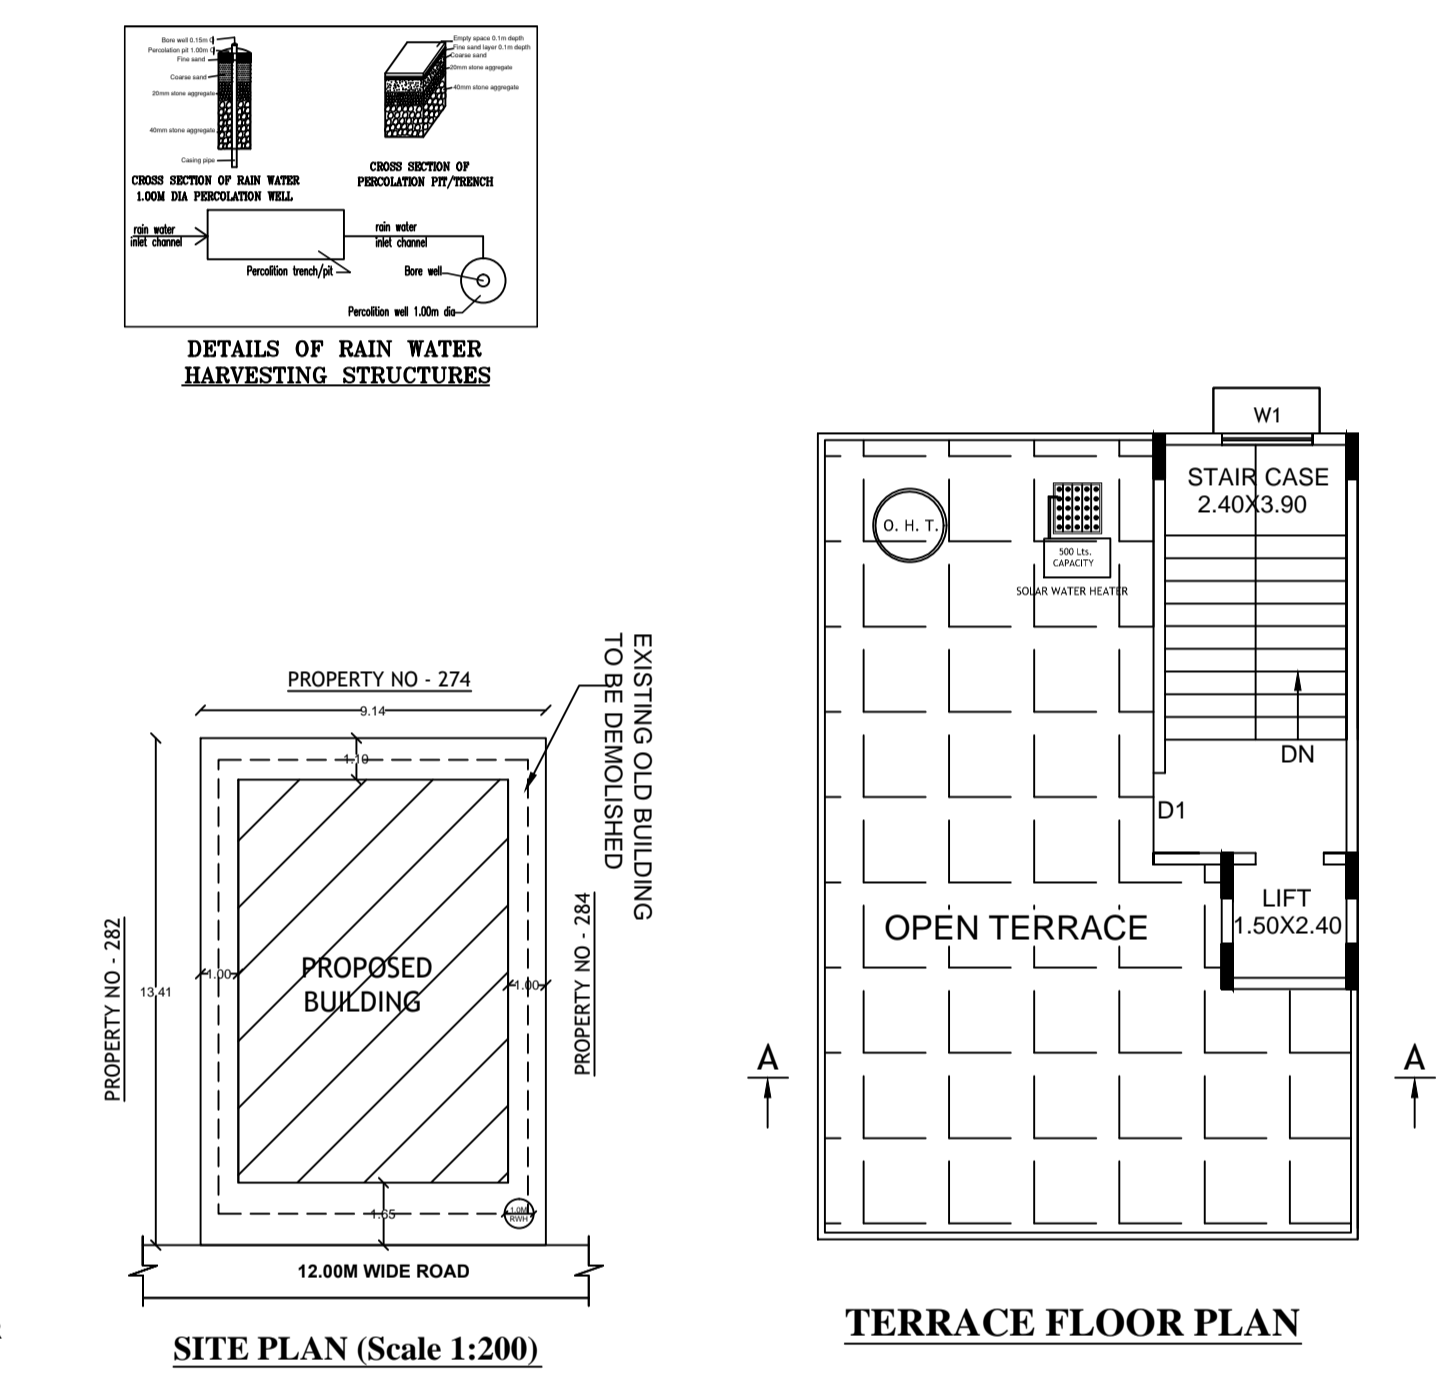 Bore well 0.15m
Percolation pit 1.00m
Fine sand
Coarse sand
20mm stone aggregate
40mm stone aggregate
Casing pipe
CROSS SECTION OF RAIN WATER
1.00M DIA PERCOLATION WELL
Empty space 0.1m depth
Fine sand layer 0.1m depth
Coarse sand
20mm stone aggregate
40mm stone aggregate
CROSS SECTION OF
PERCOLATION PIT/TRENCH
rain water
inlet channel
rain water
inlet channel
Percolition trench/pit
Bore well
Percolition well 1.00m dia
DETAILS OF RAIN WATER
HARVESTING STRUCTURES
PROPERTY NO - 274
9.14
EXISTING OLD BUILDING
TO BE DEMOLISHED
1.10
PROPERTY NO - 282
13.41
1.00
PROPOSED
BUILDING
1.00
PROPERTY NO - 284
1.65
1.0M
RWH
12.00M WIDE ROAD
SITE PLAN (Scale 1:200)
W1
STAIR CASE
2.40X3.90
O. H. T.
500 Lts.
CAPACITY
SOLAR WATER HEATER
DN
D1
LIFT
1.50X2.40
OPEN TERRACE
A
A
TERRACE FLOOR PLAN